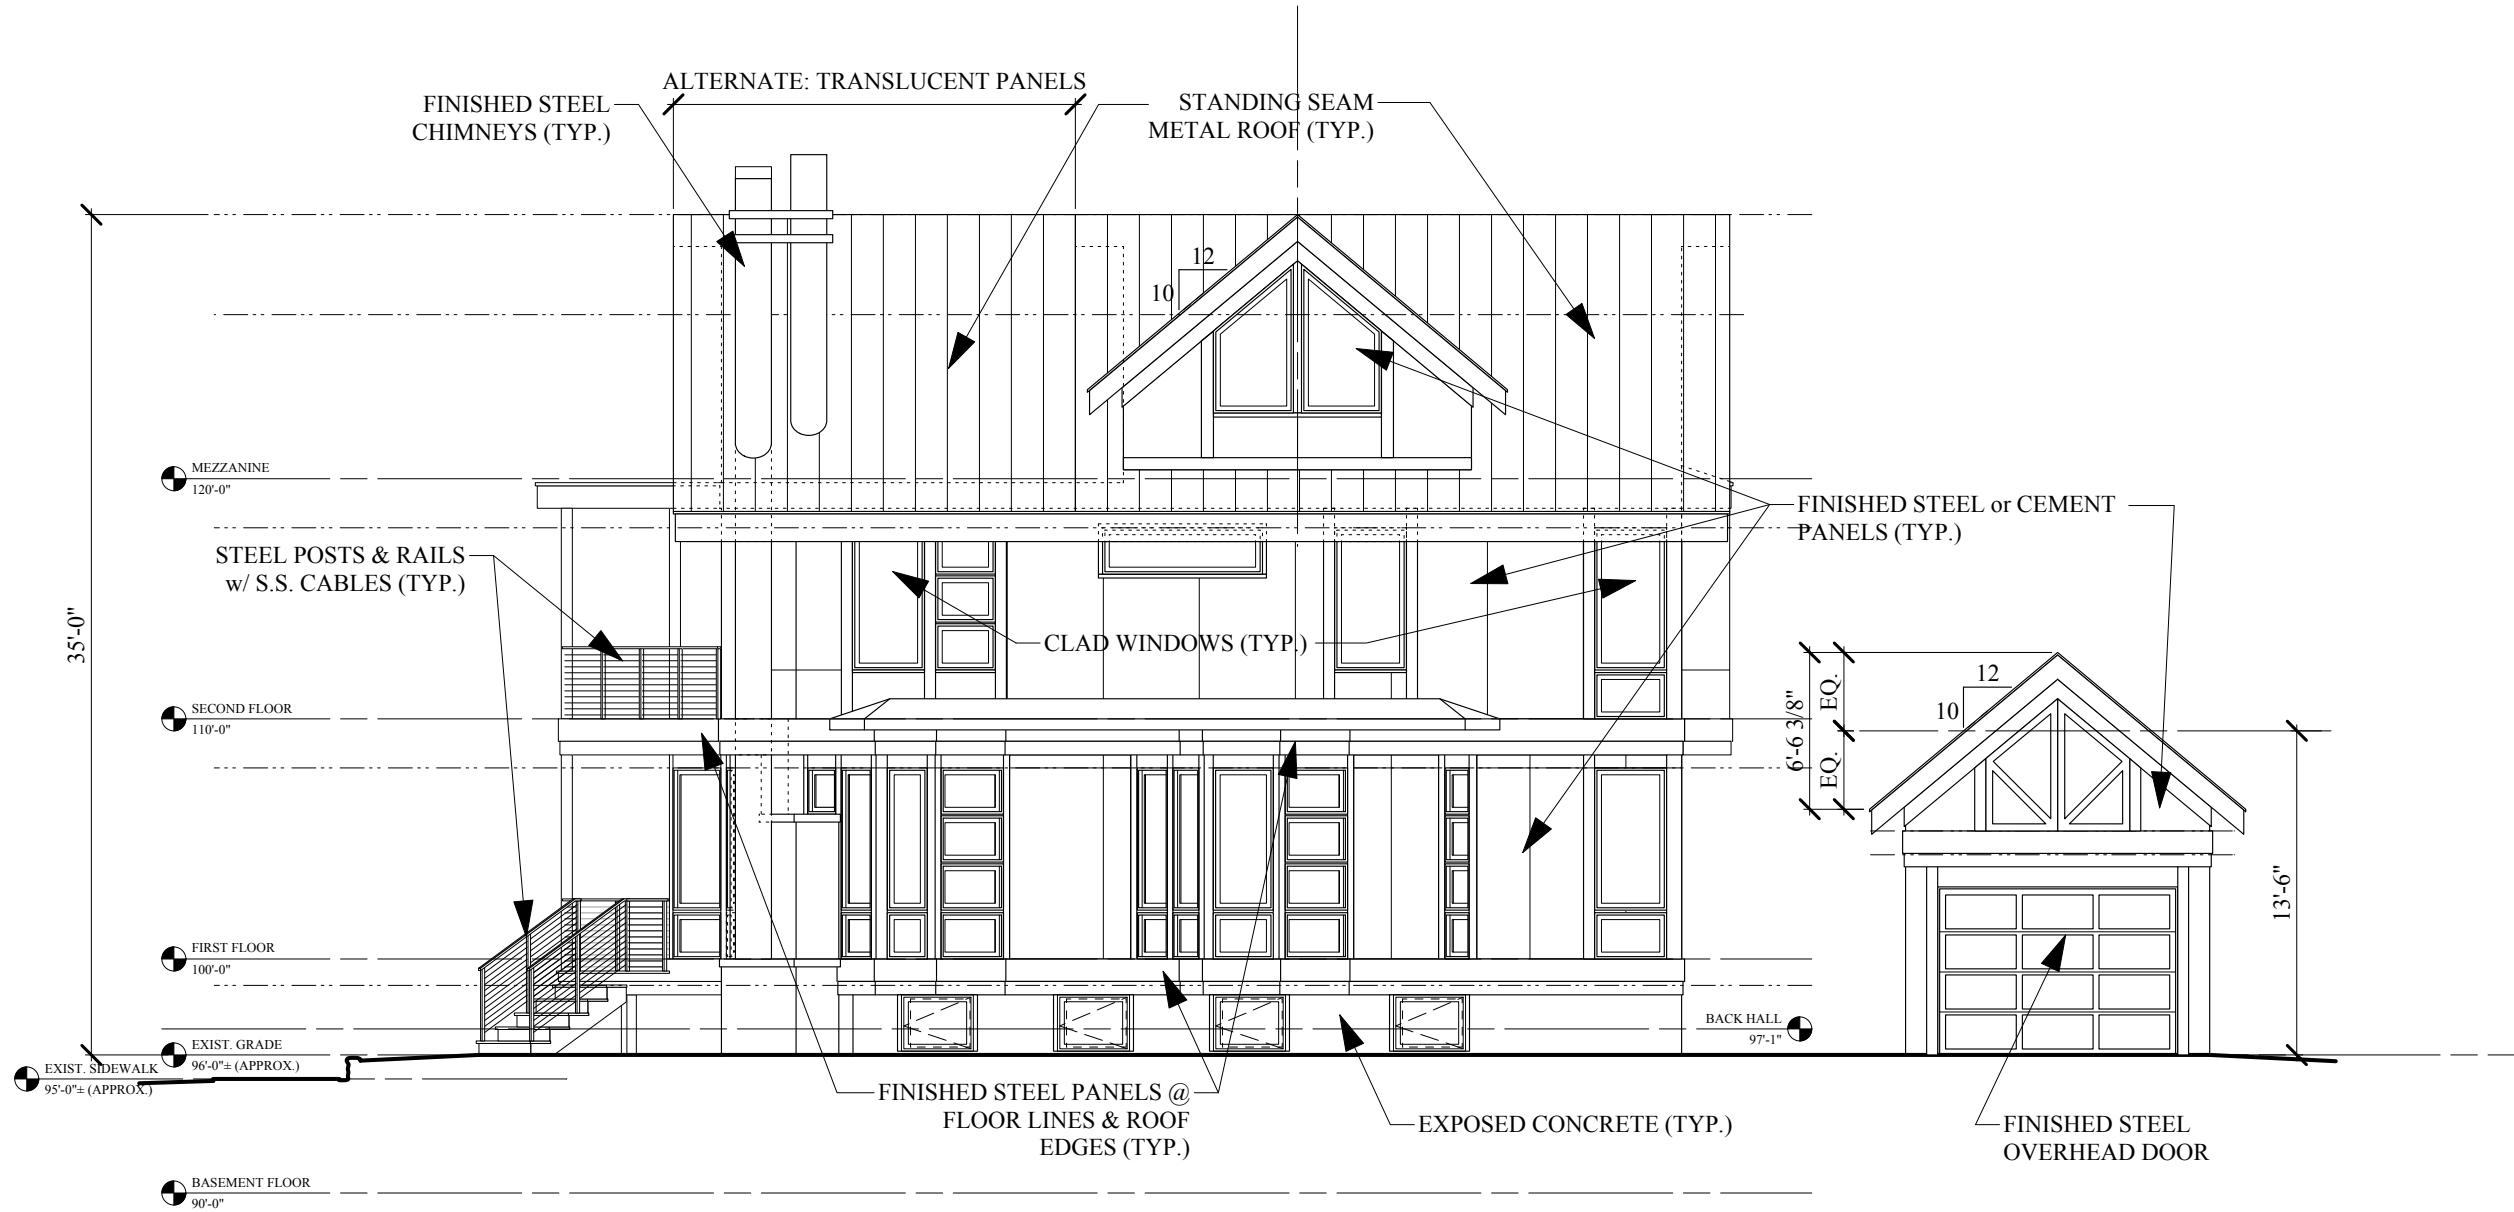 ALTERNATE: TRANSLUCENT PANELS
FINISHED STEEL
CHIMNEYS (TYP.)
STANDING SEAM
METAL ROOF (TYP.)
12
10
MEZZANINE
120'-0"
FINISHED STEEL or CEMENT
PANELS (TYP.)
STEEL POSTS & RAILS
w/ S.S. CABLES (TYP.)
35'-0"
CLAD WINDOWS (TYP.)
SECOND FLOOR
110'-0"
6'-6 3/8"
EQ.
EQ.
12
10
13'-6"
FIRST FLOOR
100'-0"
BACK HALL
97'-1"
EXIST. GRADE
96'-0"± (APPROX.)
EXIST. SIDEWALK
95'-0"± (APPROX.)
FINISHED STEEL PANELS @
FLOOR LINES & ROOF
EDGES (TYP.)
EXPOSED CONCRETE (TYP.)
FINISHED STEEL
OVERHEAD DOOR
BASEMENT FLOOR
90'-0"